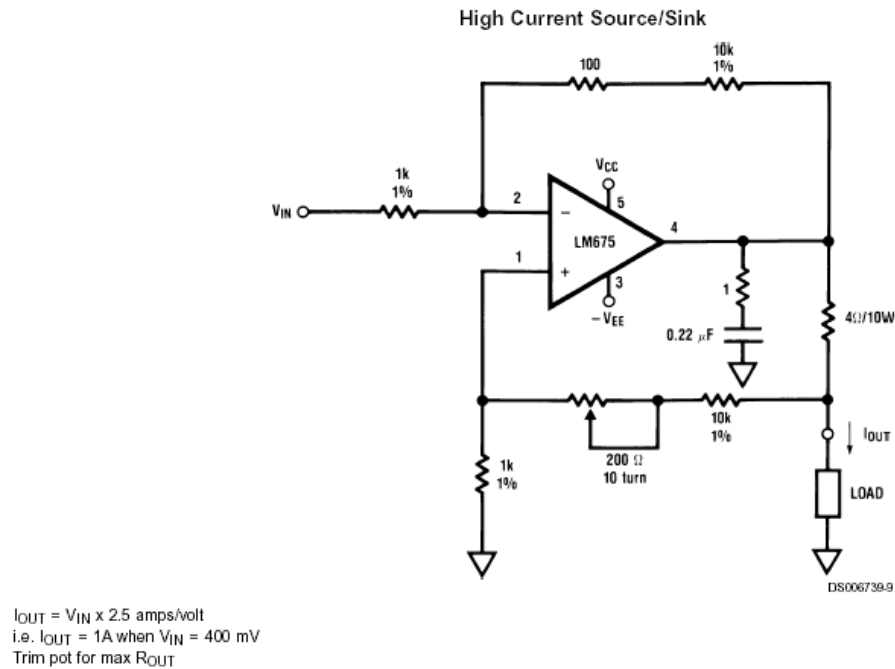 High Current Source/Sink
100
10k
1%
1k
1%
VIN
VCC
5
2
−
LM675
4
1
+
3
−VEE
1
0.22 μF
4Ω/10W
10k
1%
200 Ω
10 turn
1k
1%
IOUT
LOAD
DS006739-9
IOUT = VIN x 2.5 amps/volt
i.e. IOUT = 1A when VIN = 400 mV
Trim pot for max ROUT